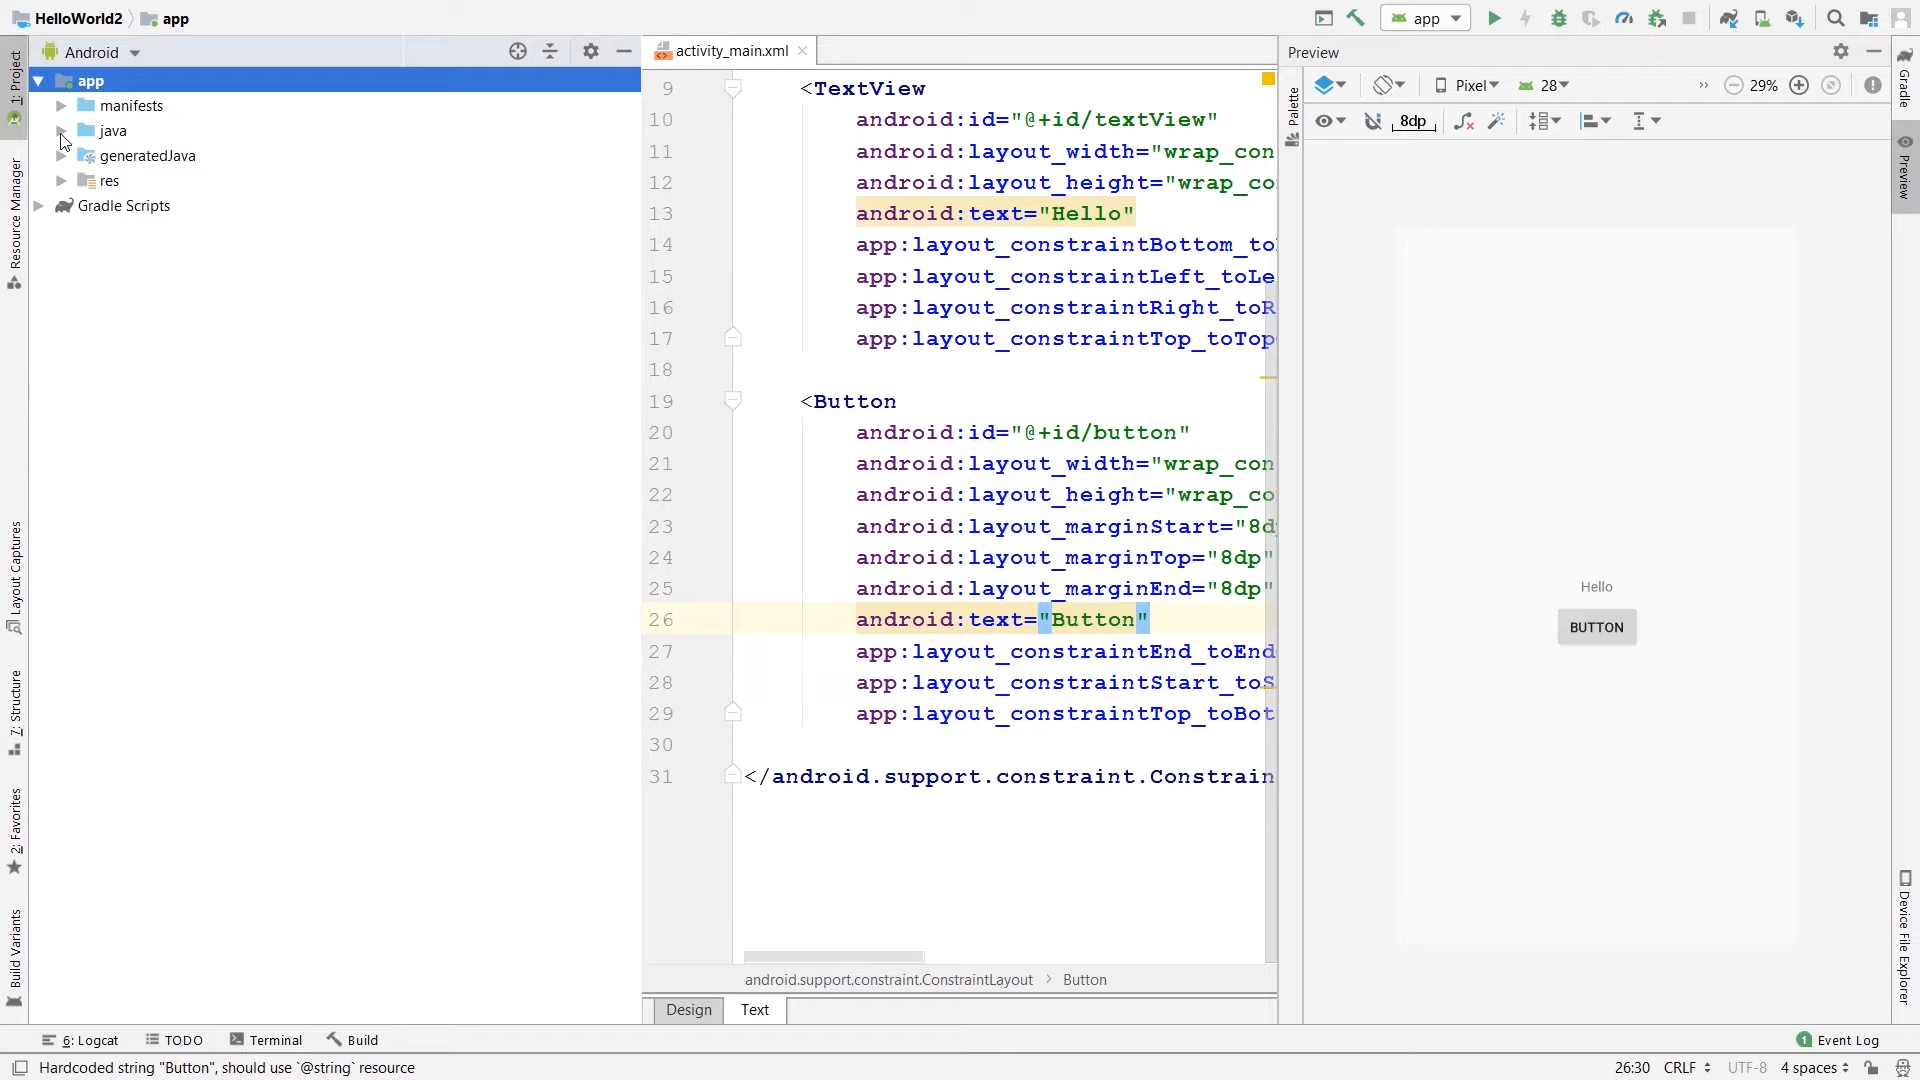 HelloWorld2
app
app
Android
activity_main.xml
Preview
1: Project
Resource Manager
Layout Captures
7: Structure
2: Favorites
Build Variants
app
manifests
java
generatedJava
res
Gradle Scripts
9 <TextView
10 android:id="@+id/textView"
11 android:layout_width="wrap_con
12 android:layout_height="wrap_co
13 android:text="Hello"
14 app:layout_constraintBottom_to
15 app:layout_constraintLeft_toLe
16 app:layout_constraintRight_toR
17 app:layout_constraintTop_toTop
18
19 <Button
20 android:id="@+id/button"
21 android:layout_width="wrap_con
22 android:layout_height="wrap_co
23 android:layout_marginStart="8d
24 android:layout_marginTop="8dp"
25 android:layout_marginEnd="8dp"
26 android:text="Button"
27 app:layout_constraintEnd_toEnd
28 app:layout_constraintStart_toS
29 app:layout_constraintTop_toBot
30
31 </android.support.constraint.Constrain
android.support.constraint.ConstraintLayout > Button
Design Text
Palette
Pixel 28 » 29%
8dp
Hello
BUTTON
Gradle
Preview
Device File Explorer
6: Logcat TODO Terminal Build
1 Event Log
Hardcoded string "Button", should use `@string` resource
26:30 CRLF UTF-8 4 spaces